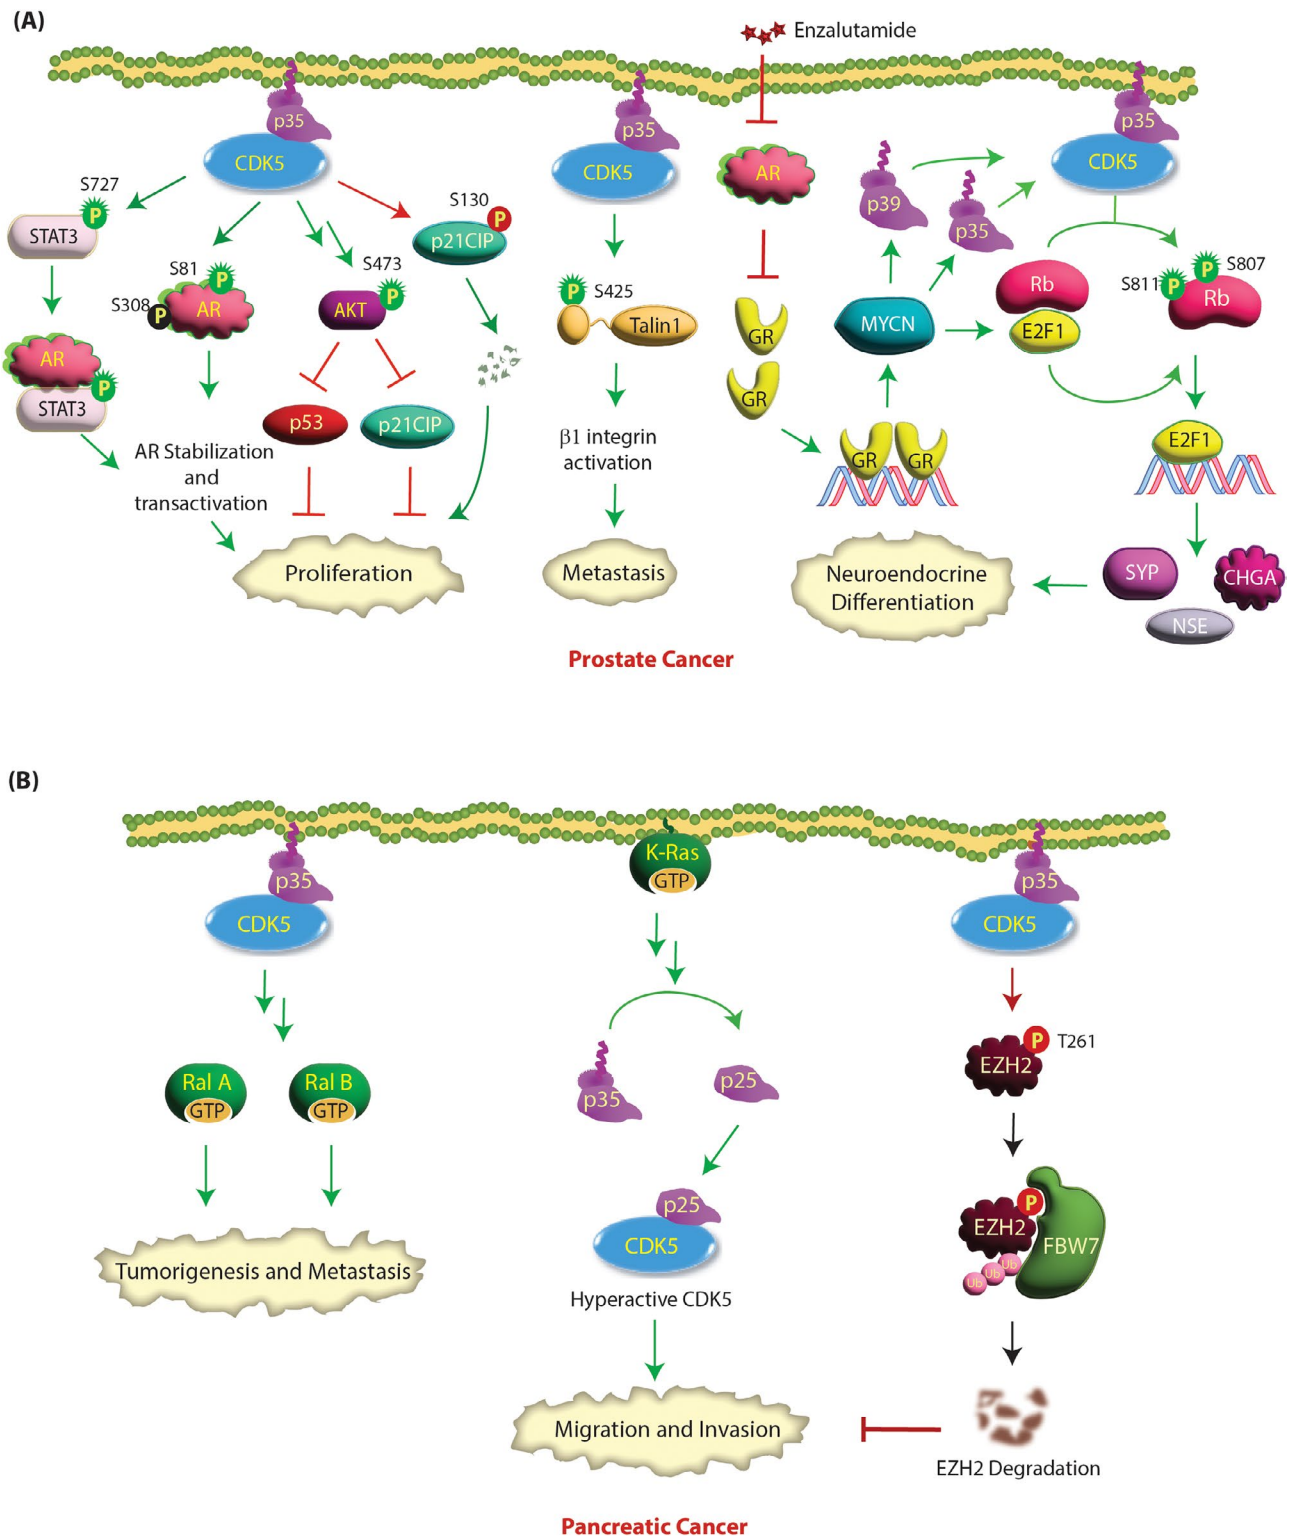 (A)
Enzalutamide
p35
CDK5
p35
CDK5
AR
p35
CDK5
p39
p35
S727
P
STAT3
S130
P
p21CIP
S81
P
S308
P
AR
S473
P
AKT
P
S425
Talin1
GR
GR
MYCN
Rb
E2F1
S811
P
P
S807
Rb
AR
P
STAT3
p53
p21CIP
AR Stabilization
and
transactivation
β1 integrin
activation
GR
GR
E2F1
Proliferation
Metastasis
Neuroendocrine
Differentiation
SYP
CHGA
NSE
Prostate Cancer
(B)
p35
CDK5
K-Ras
GTP
p35
CDK5
Ral A
GTP
Ral B
GTP
p35
p25
P
T261
EZH2
p25
CDK5
Hyperactive CDK5
P
EZH2
FBW7
Ub
Ub
Ub
Tumorigenesis and Metastasis
Migration and Invasion
EZH2 Degradation
Pancreatic Cancer